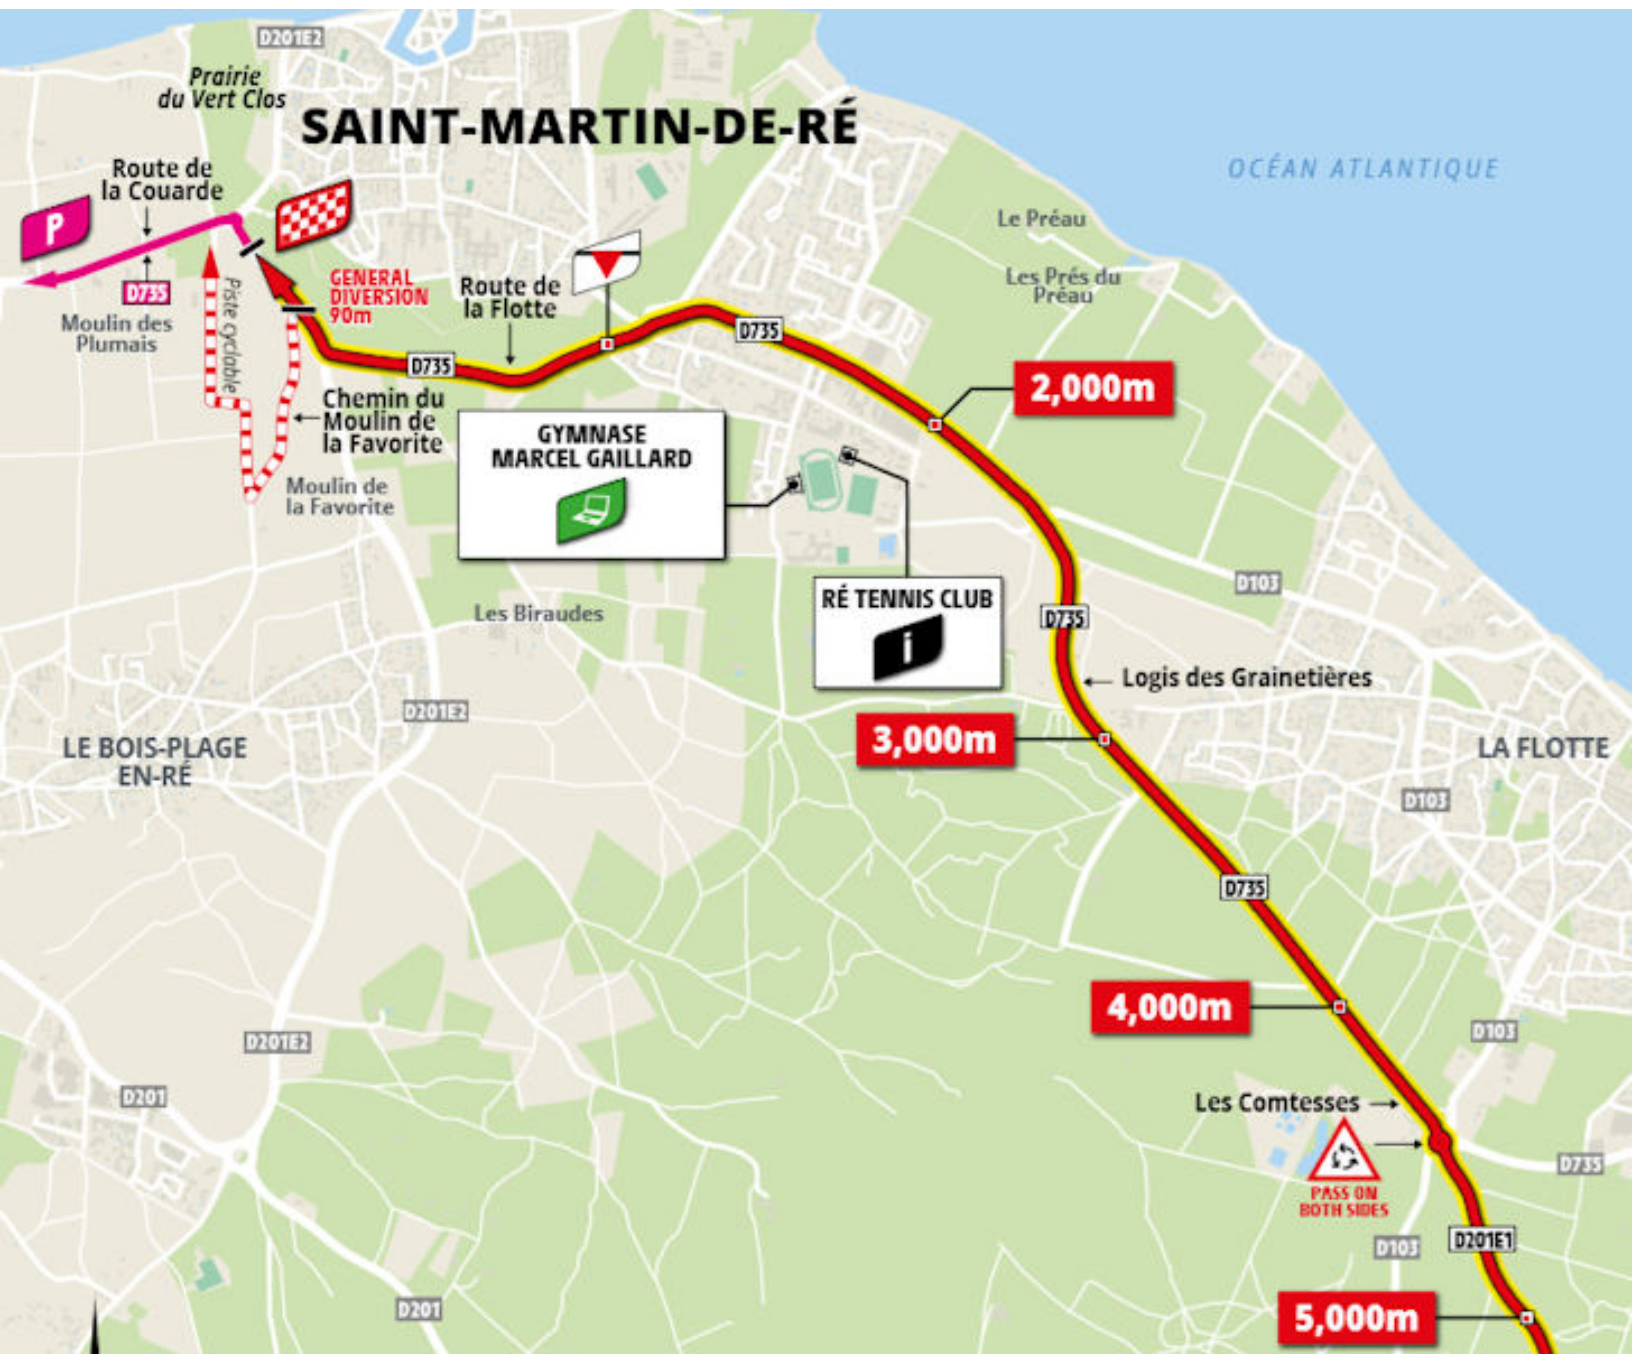 D201E2
Prairie
du Vert Clos
SAINT-MARTIN-DE-RÉ
OCÉAN ATLANTIQUE
Route de
la Couarde
P
D735
Moulin des
Plumais
Piste cyclable
GENERAL
DIVERSION
90m
Route de
la Flotte
D735
D735
Le Préau
Les Prés du
Préau
2,000m
Chemin du
Moulin de
la Favorite
Moulin de
la Favorite
GYMNASE
MARCEL GAILLARD
RÉ TENNIS CLUB
i
Les Biraudes
D103
D735
Logis des Grainetières
D201E2
3,000m
LE BOIS-PLAGE
EN-RÉ
LA FLOTTE
D103
D735
4,000m
D103
D201E2
D201
Les Comtesses
PASS ON
BOTH SIDES
D735
D103
D201E1
D201
5,000m